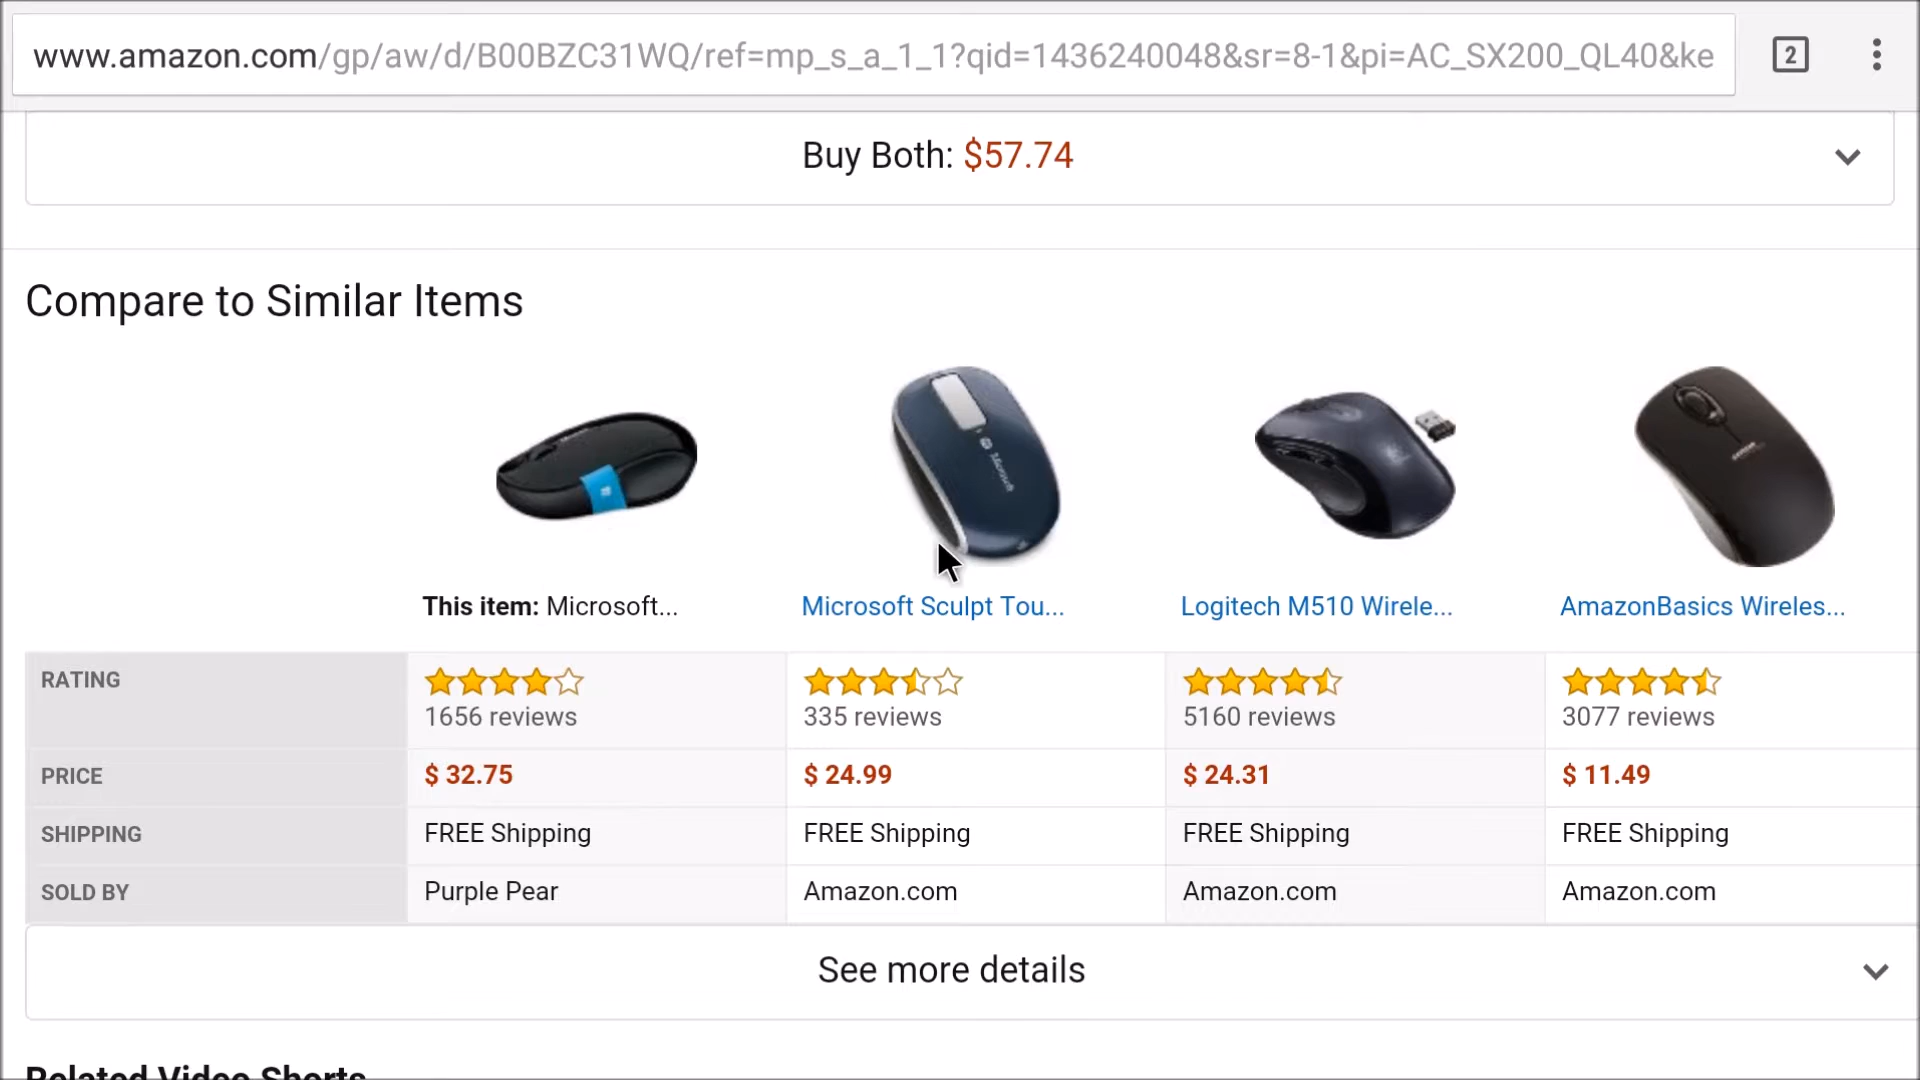 www.amazon.com/gp/aw/d/B00BZC31WQ/ref=mp_s_a_1_1?qid=1436240048&sr=8-1&pi=AC_SX200_QL40&ke
2
Buy Both: $57.74
Compare to Similar Items
Microsoft
This item: Microsoft...
Microsoft Sculpt Tou...
Logitech M510 Wirele...
AmazonBasics Wireles...
RATING
1656 reviews
335 reviews
5160 reviews
3077 reviews
PRICE
$ 32.75
$ 24.99
$ 24.31
$ 11.49
SHIPPING
FREE Shipping
FREE Shipping
FREE Shipping
FREE Shipping
SOLD BY
Purple Pear
Amazon.com
Amazon.com
Amazon.com
See more details
Related Video Shorts